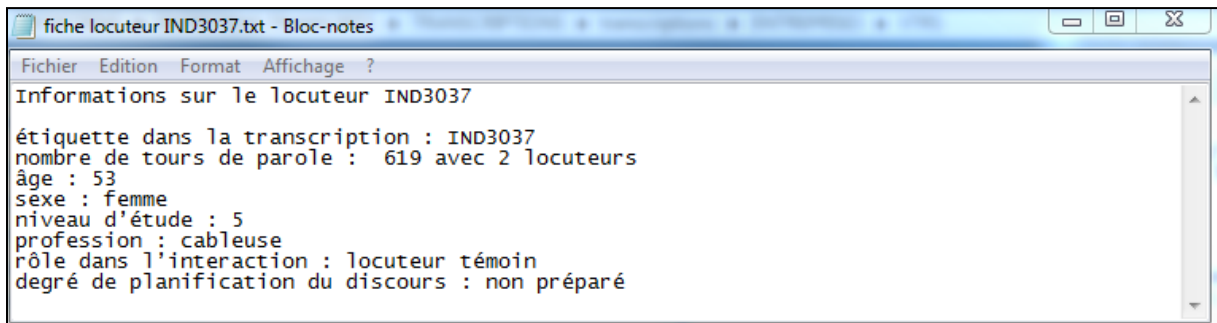 fiche locuteur IND3037.txt - Bloc-notes
Fichier Edition Format Affichage ?
Informations sur le locuteur IND3037
étiquette dans la transcription : IND3037
nombre de tours de parole :  619 avec 2 locuteurs
âge : 53
sexe : femme
niveau d'étude : 5
profession : cableuse
rôle dans l'interaction : locuteur témoin
degré de planification du discours : non préparé